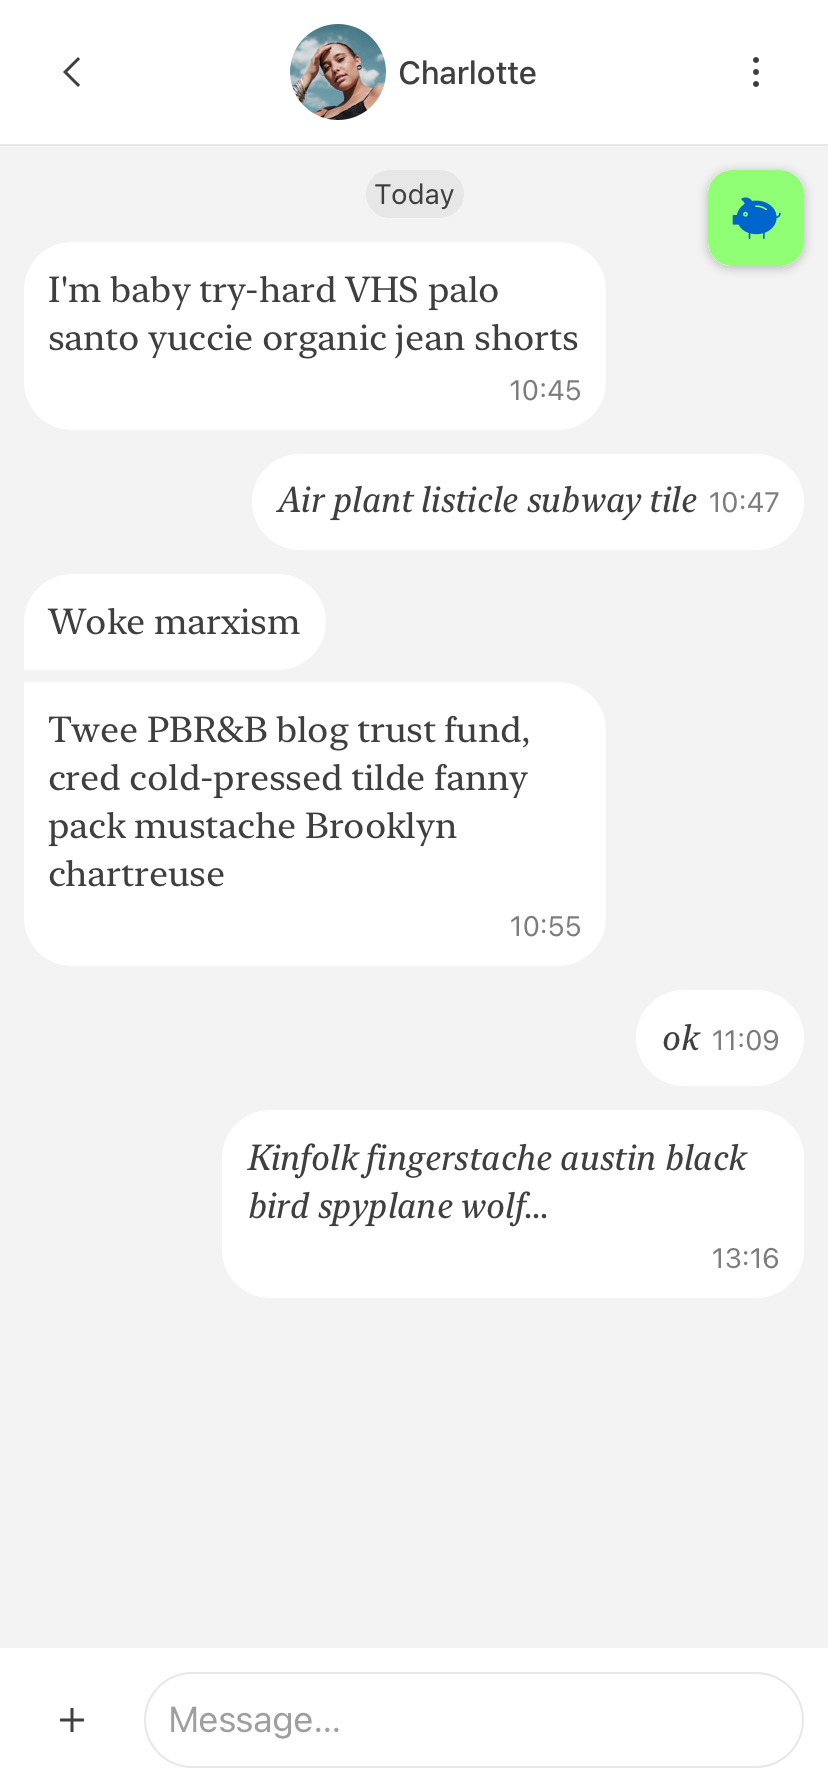 Charlotte
Today
I'm baby try-hard VHS palo
santo yuccie organic jean shorts
10:45
Air plant listicle subway tile 10:47
Woke marxism
Twee PBR&B blog trust fund,
cred cold-pressed tilde fanny
pack mustache Brooklyn
chartreuse
10:55
ok 11:09
Kinfolk fingerstache austin black
bird spyplane wolf...
13:16
Message...